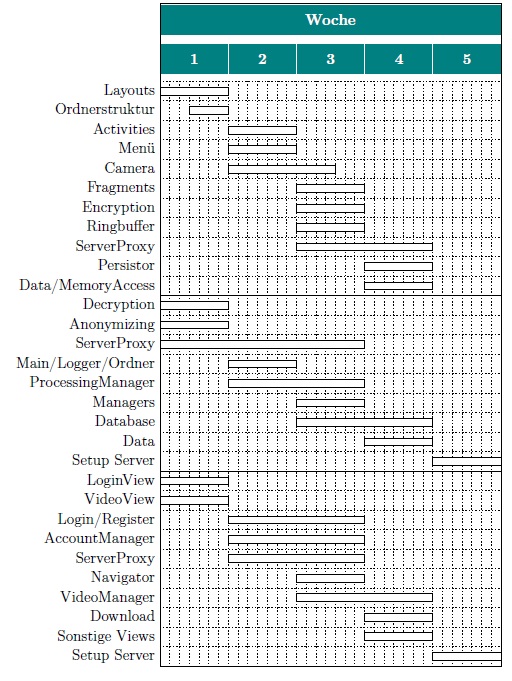 Woche
1 2 3 4 5
Layouts
Ordnerstruktur
Activities
Menü
Camera
Fragments
Encryption
Ringbuffer
ServerProxy
Persistor
Data/MemoryAccess
Decryption
Anonymizing
ServerProxy
Main/Logger/Ordner
ProcessingManager
Managers
Database
Data
Setup Server
LoginView
VideoView
Login/Register
AccountManager
ServerProxy
Navigator
VideoManager
Download
Sonstige Views
Setup Server